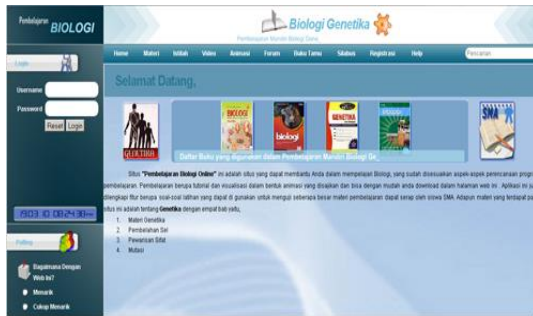 Pembelajaran
BIOLOGI
Biologi Genetika
Pembelajaran Mandiri Biologi Gene
Home Materi Istilah Video Animasi Forum Buku Tamu Silabus Registrasi Help
Pencarian
Login
Username
Password
Reset Login
Selamat Datang,
GENETIKA
BIOLOGI
biologi
GENETIKA
SMA
Daftar Buku yang digunakan dalam Pembelajaran Mandiri Biologi Ge
Situs "Pembelajaran Biologi Online" ini adalah situs yang dapat membantu Anda dalam mempelajari Biologi, yang sudah disesuaikan aspek-aspek perencanaan progr
pembelajaran. Pembelajaran berupa tutorial dan visualisasi dalam bentuk animasi yang disajikan dan bisa dengan mudah anda download dalam halaman web ini. Aplikasi ini ju
dilengkapi fitur berupa soal-soal latihan yang dapat di gunakan untuk menguji seberapa besar materi pembelajaran dapat serap oleh siswa SMA. Adapun materi yang terdapat pa
situs ini adalah tentang Genetika dengan empat bab yaitu,
1. Materi Genetika
2. Pembelahan Sel
3. Pewarisan Sifat
4. Mutasi
Polling
Bagaimana Dengan
Web Ini?
Menarik
Cukup Menarik